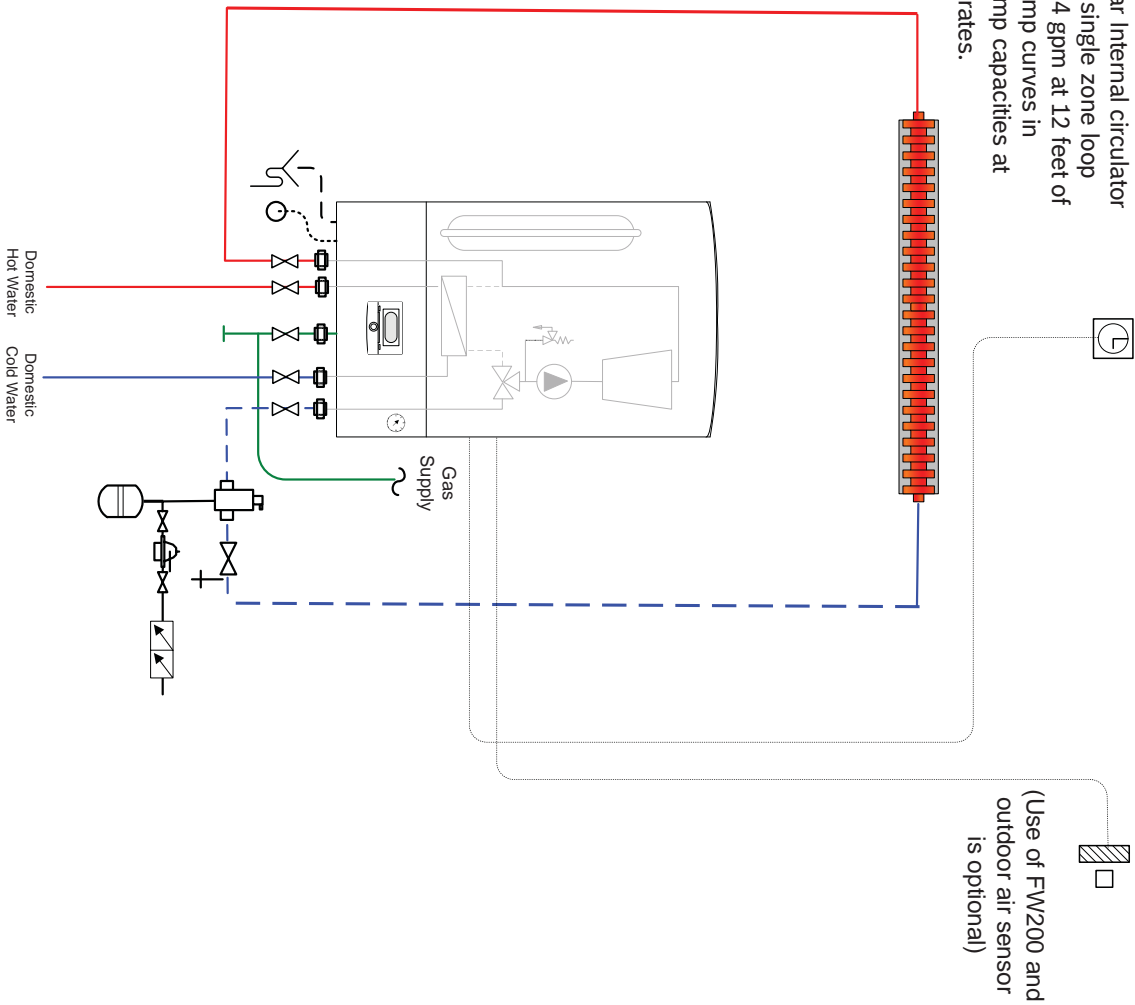 ar Internal circulator
single zone loop
4 gpm at 12 feet of
mp curves in
mp capacities at
rates.
Domestic
Hot Water
Domestic
Cold Water
Gas
Supply
(Use of FW200 and
outdoor air sensor
is optional)